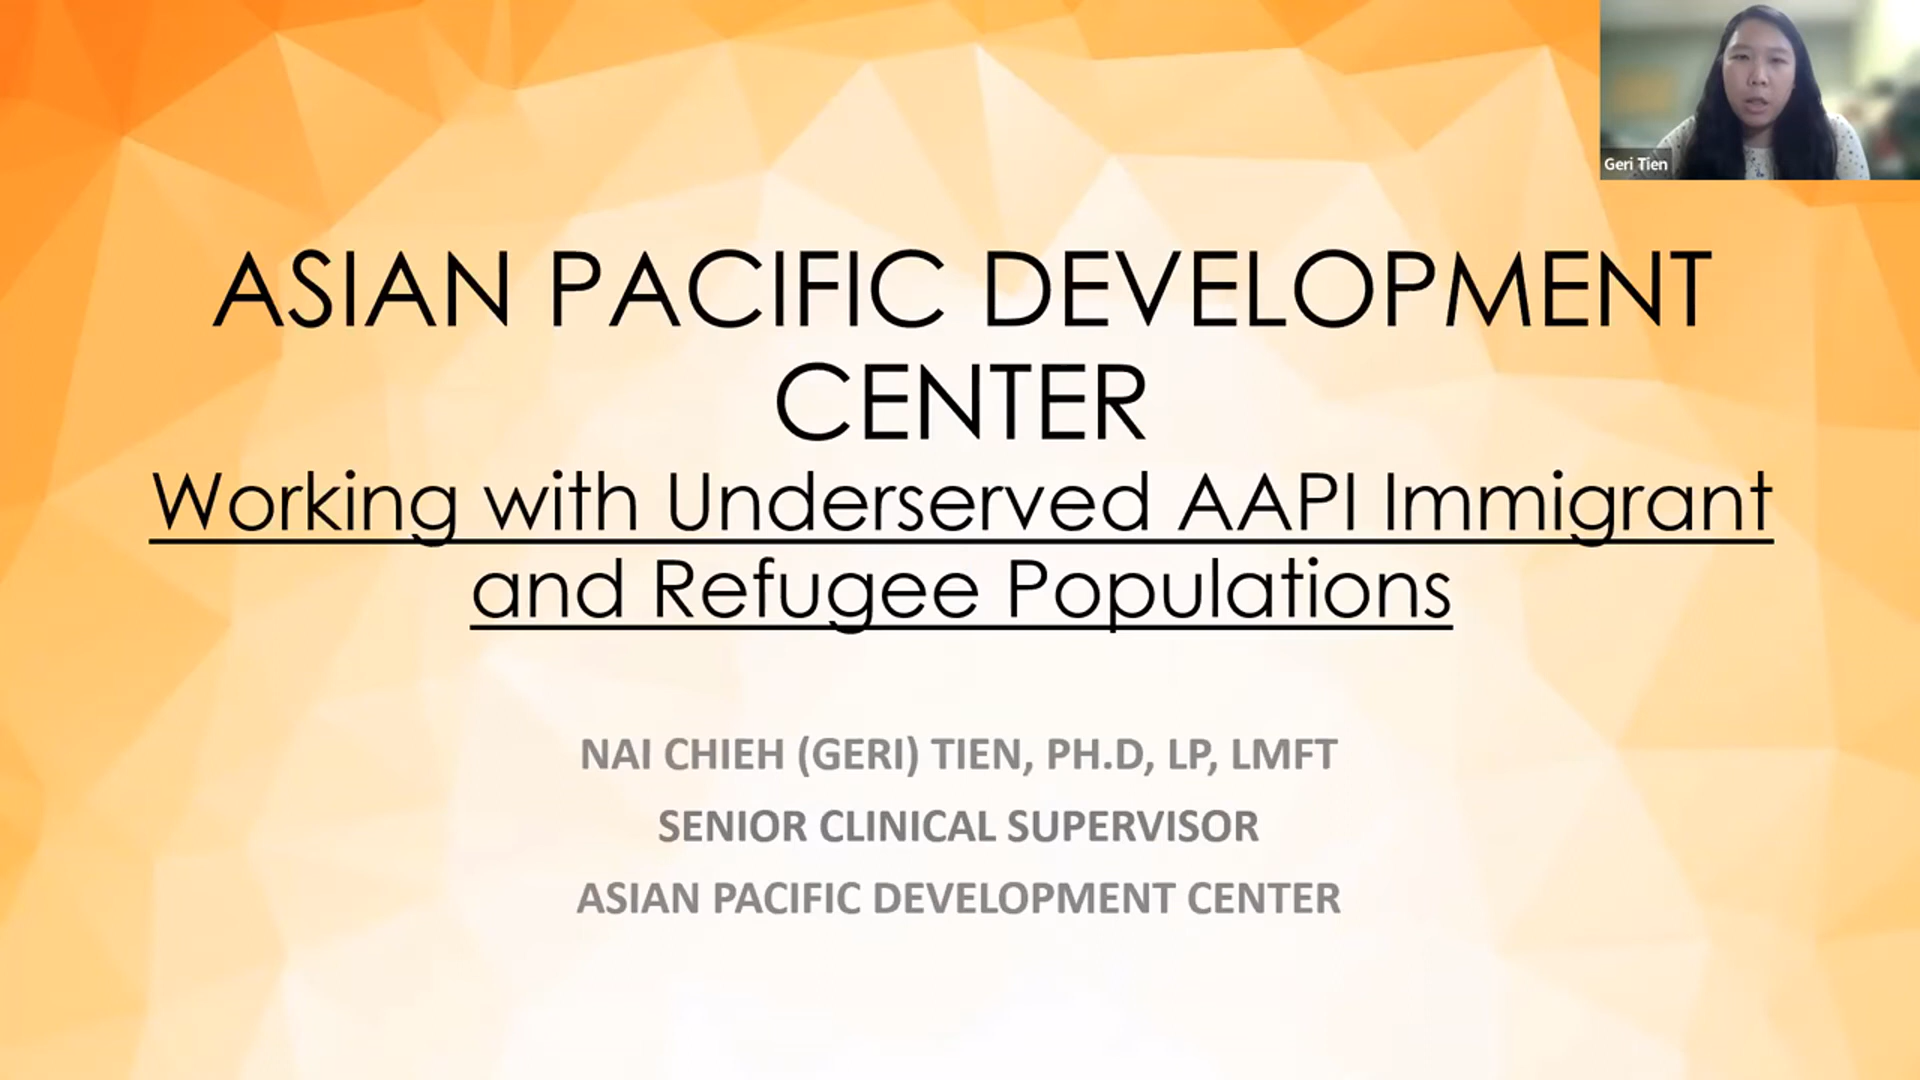 Geri Tien
ASIAN PACIFIC DEVELOPMENT
CENTER
Working with Underserved AAPI Immigrant
and Refugee Populations
NAI CHIEH (GERI) TIEN, PH.D, LP, LMFT
SENIOR CLINICAL SUPERVISOR
ASIAN PACIFIC DEVELOPMENT CENTER